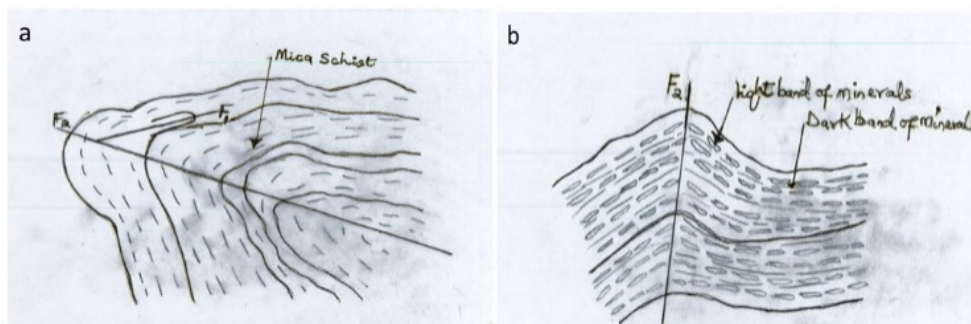 a
Mica Schist
F2
F1
b
F2
light band of minerals
Dark band of mineral